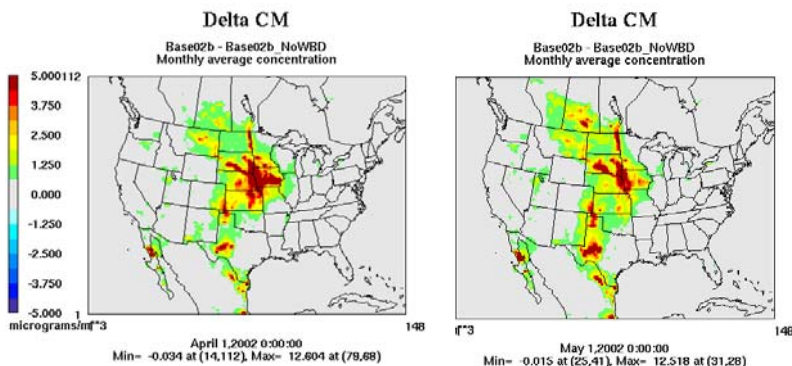 Delta CM
Base02b - Base02b_NoWBD
Monthly average concentration
5.000 112
3.750
2.500
1.250
0.000
-1.250
-2.500
-3.750
-5.000 1
micrograms/m**3
148
April 1,2002 0:00:00
Min= -0.034 at (14,112), Max= 12.604 at (79,68)
Delta CM
Base02b - Base02b_NoWBD
Monthly average concentration
148
May 1,2002 0:00:00
Min= -0.015 at (25,41), Max= 12.518 at (31,28)